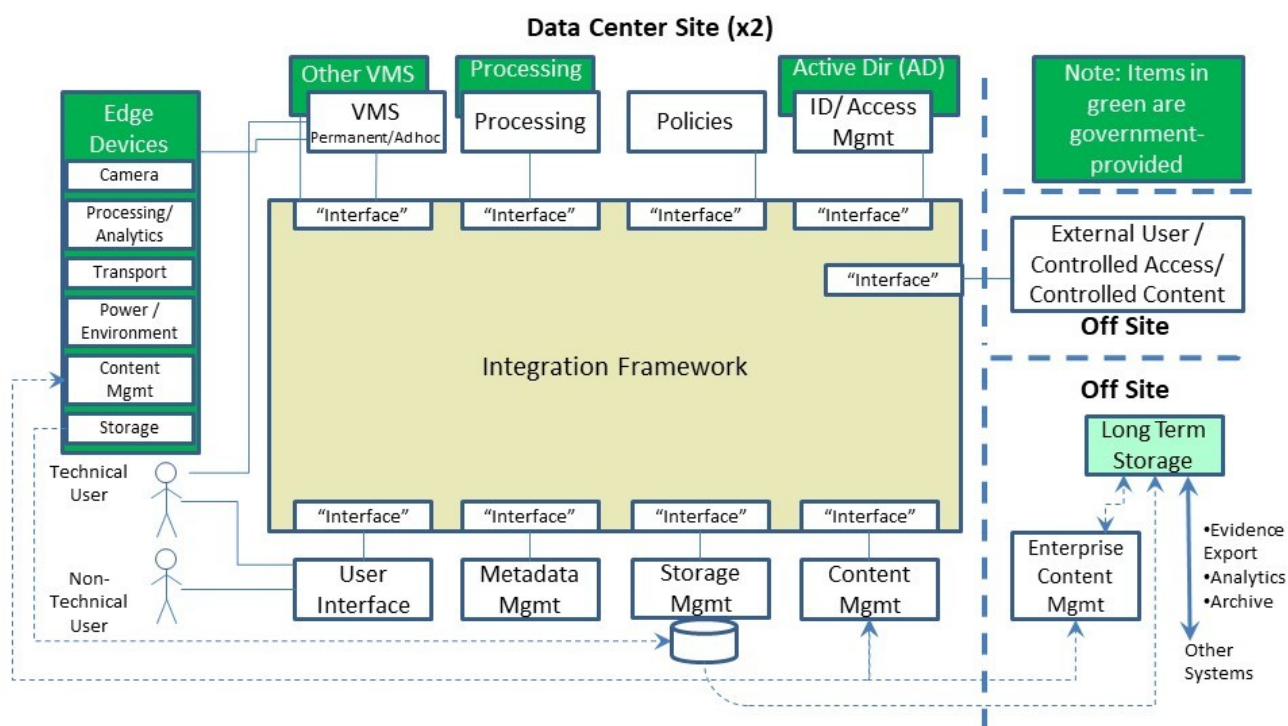 Data Center Site (x2)
Edge
Devices
Camera
Processing/
Analytics
Transport
Power /
Environment
Content
Mgmt
Storage
Other VMS
VMS
Permanent/Adhoc
Processing
Processing
Policies
Active Dir (AD)
ID/ Access
Mgmt
Note: Items in
green are
government-
provided
“Interface”
“Interface”
“Interface”
“Interface”
“Interface”
External User /
Controlled Access/
Controlled Content
Off Site
Integration Framework
Off Site
Long Term
Storage
Technical
User
Non-
Technical
User
“Interface”
“Interface”
“Interface”
“Interface”
User
Interface
Metadata
Mgmt
Storage
Mgmt
Content
Mgmt
Enterprise
Content
Mgmt
•Evidence
Export
•Analytics
•Archive
Other
Systems